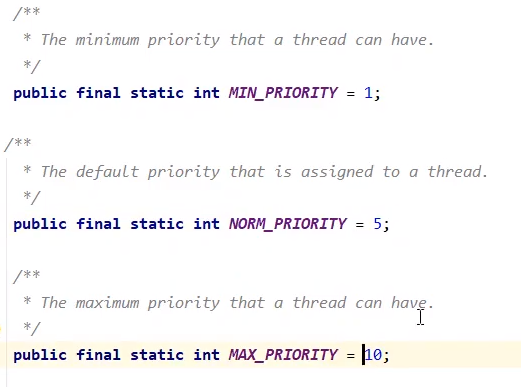 /**
* The minimum priority that a thread can have.
*/
public final static int MIN_PRIORITY = 1;
/**
* The default priority that is assigned to a thread.
*/
public final static int NORM_PRIORITY = 5;
/**
* The maximum priority that a thread can have.
*/
public final static int MAX_PRIORITY = 10;